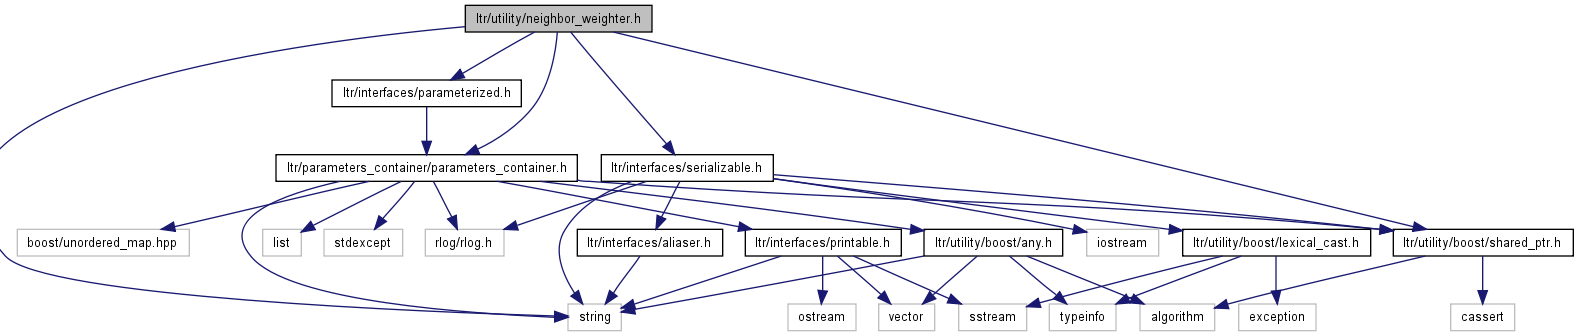 ltr/utility/neighbor_weighter.h
ltr/interfaces/parameterized.h
ltr/parameters_container/parameters_container.h
ltr/interfaces/serializable.h
boost/unordered_map.hpp
list
stdexcept
rlog/rlog.h
ltr/interfaces/aliaser.h
ltr/interfaces/printable.h
ltr/utility/boost/any.h
iostream
ltr/utility/boost/lexical_cast.h
ltr/utility/boost/shared_ptr.h
string
ostream
vector
sstream
typeinfo
algorithm
exception
cassert